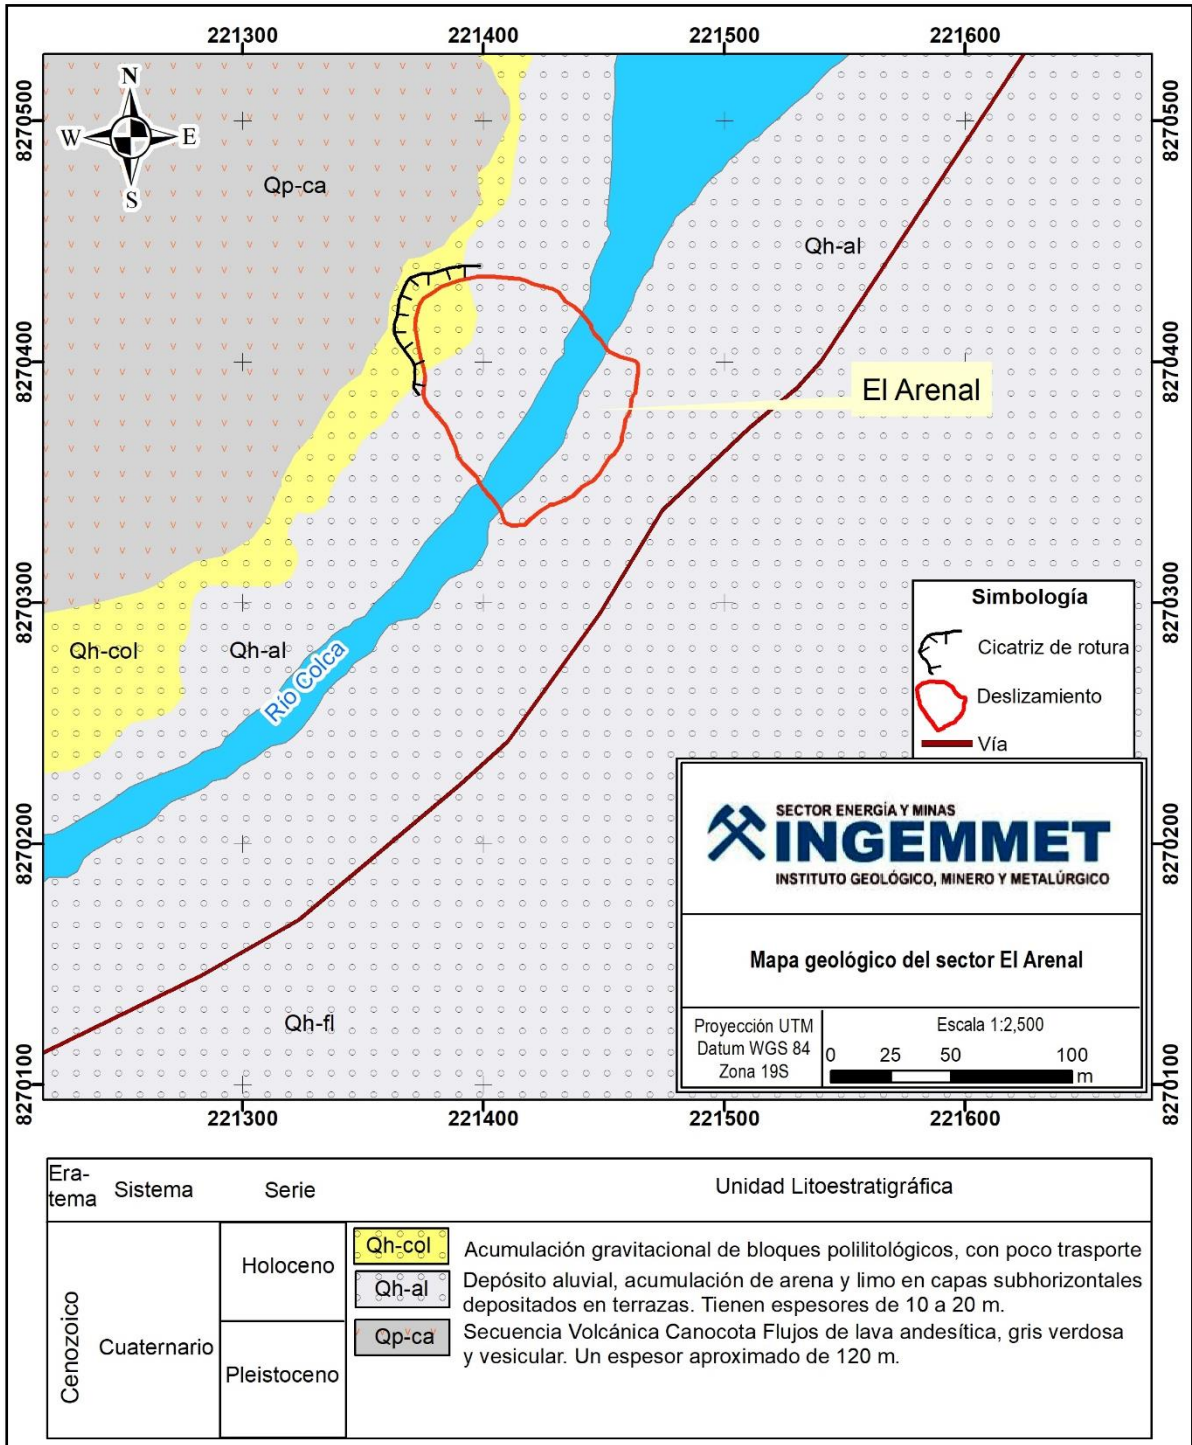 221300 221400 221500 221600
8270500 8270500
8270400 8270400
8270300 8270300
8270200 8270200
8270100 8270100
N
W E
S
Qp-ca
Qh-al
El Arenal
Qh-col
Qh-al
Río Colca
Qh-fl
Simbología
Cicatriz de rotura
Deslizamiento
Vía
SECTOR ENERGÍA Y MINAS
INGEMMET
INSTITUTO GEOLÓGICO, MINERO Y METALÚRGICO
Mapa geológico del sector El Arenal
Proyección UTM
Datum WGS 84
Zona 19S
Escala 1:2,500
0 25 50 100
m
221300 221400 221500 221600
Era-
tema
Sistema
Serie
Unidad Litoestratigráfica
Cenozoico
Cuaternario
Holoceno
Pleistoceno
Qh-col
Acumulación gravitacional de bloques polilitológicos, con poco trasporte
Qh-al
Depósito aluvial, acumulación de arena y limo en capas subhorizontales
depositados en terrazas. Tienen espesores de 10 a 20 m.
Qp-ca
Secuencia Volcánica Canocota Flujos de lava andesítica, gris verdosa
y vesicular. Un espesor aproximado de 120 m.